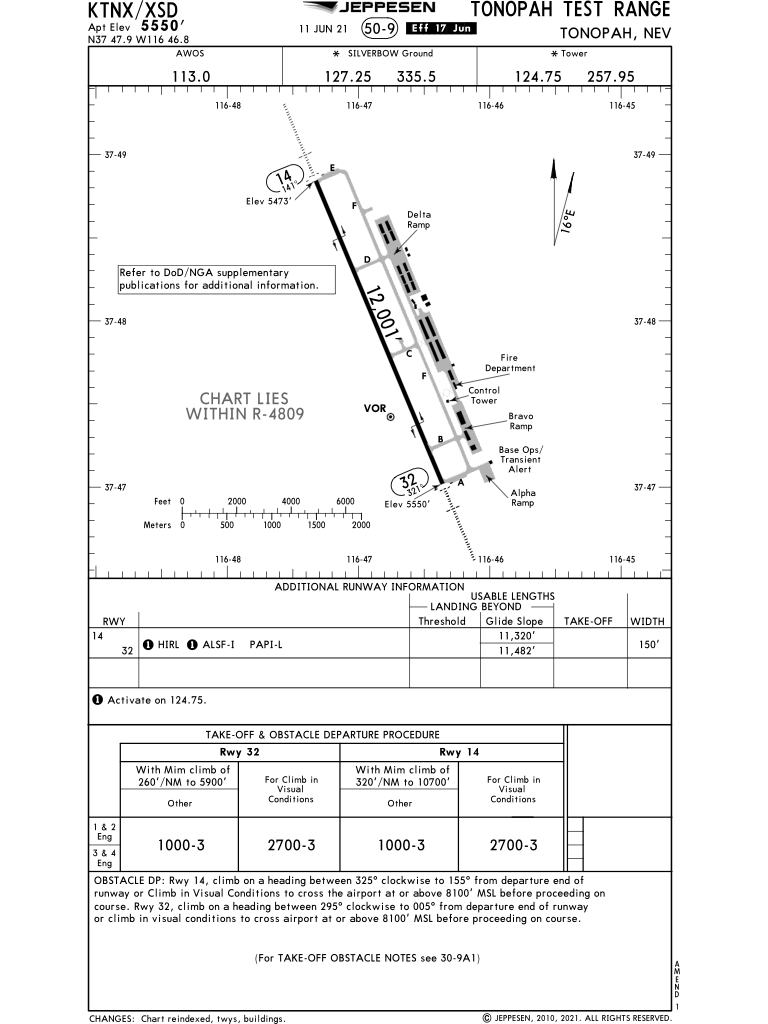 KTNX/XSD
Apt Elev 5550'
N37 47.9 W116 46.8
JEPPESEN
11 JUN 21 50-9 Eff 17 Jun
TONOPAH TEST RANGE
TONOPAH, NEV
AWOS
113.0
* SILVERBOW Ground
127.25 335.5
* Tower
124.75 257.95
116-48 116-47 116-46 116-45
37-49 37-49
14
141°
Elev 5473'
E
F
Delta
Ramp
16°E
D
Refer to DoD/NGA supplementary
publications for additional information.
12,001'
37-48 37-48
C
Fire
Department
F
Control
Tower
CHART LIES
WITHIN R-4809
VOR
Bravo
Ramp
B
Base Ops/
Transient
Alert
32
321°
Elev 5550'
A
Alpha
Ramp
37-47 37-47
Feet 0 2000 4000 6000
Meters 0 500 1000 1500 2000
116-48 116-47 116-46 116-45
ADDITIONAL RUNWAY INFORMATION
USABLE LENGTHS
LANDING BEYOND
RWY Threshold Glide Slope TAKE-OFF WIDTH
14 11,320'
32 1 HIRL 1 ALSF-I PAPI-L 11,482' 150'
1 Activate on 124.75.
TAKE-OFF & OBSTACLE DEPARTURE PROCEDURE
Rwy 32 Rwy 14
With Mim climb of
260'/NM to 5900'
Other
For Climb in
Visual
Conditions
With Mim climb of
320'/NM to 10700'
Other
For Climb in
Visual
Conditions
1 & 2
Eng
3 & 4
Eng
1000-3 2700-3 1000-3 2700-3
OBSTACLE DP: Rwy 14, climb on a heading between 325° clockwise to 155° from departure end of
runway or Climb in Visual Conditions to cross the airport at or above 8100' MSL before proceeding on
course. Rwy 32, climb on a heading between 295° clockwise to 005° from departure end of runway
or climb in visual conditions to cross airport at or above 8100' MSL before proceeding on course.
(For TAKE-OFF OBSTACLE NOTES see 30-9A1)
AMEND 1
CHANGES: Chart reindexed, twys, buildings.
© JEPPESEN, 2010, 2021. ALL RIGHTS RESERVED.